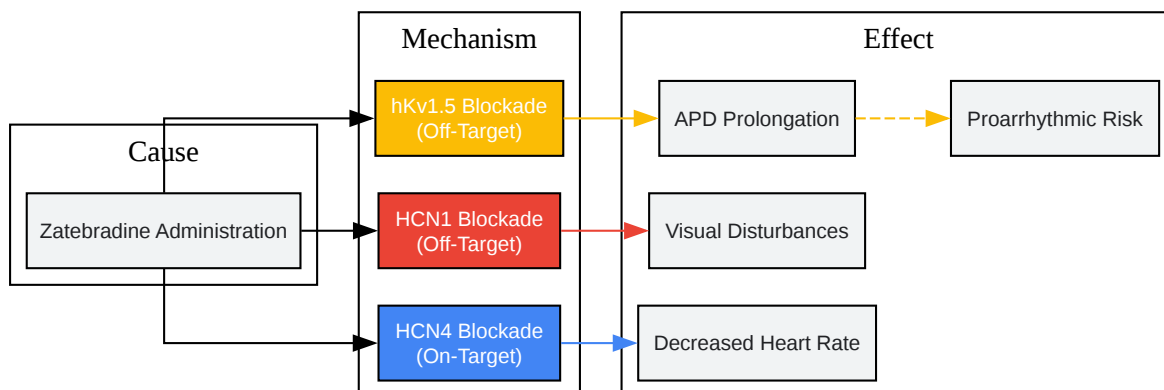 Mechanism
Effect
hKv1.5 Blockade
(Off-Target)
APD Prolongation
Proarrhythmic Risk
Cause
Zatebradine Administration
HCN1 Blockade
(Off-Target)
Visual Disturbances
HCN4 Blockade
(On-Target)
Decreased Heart Rate